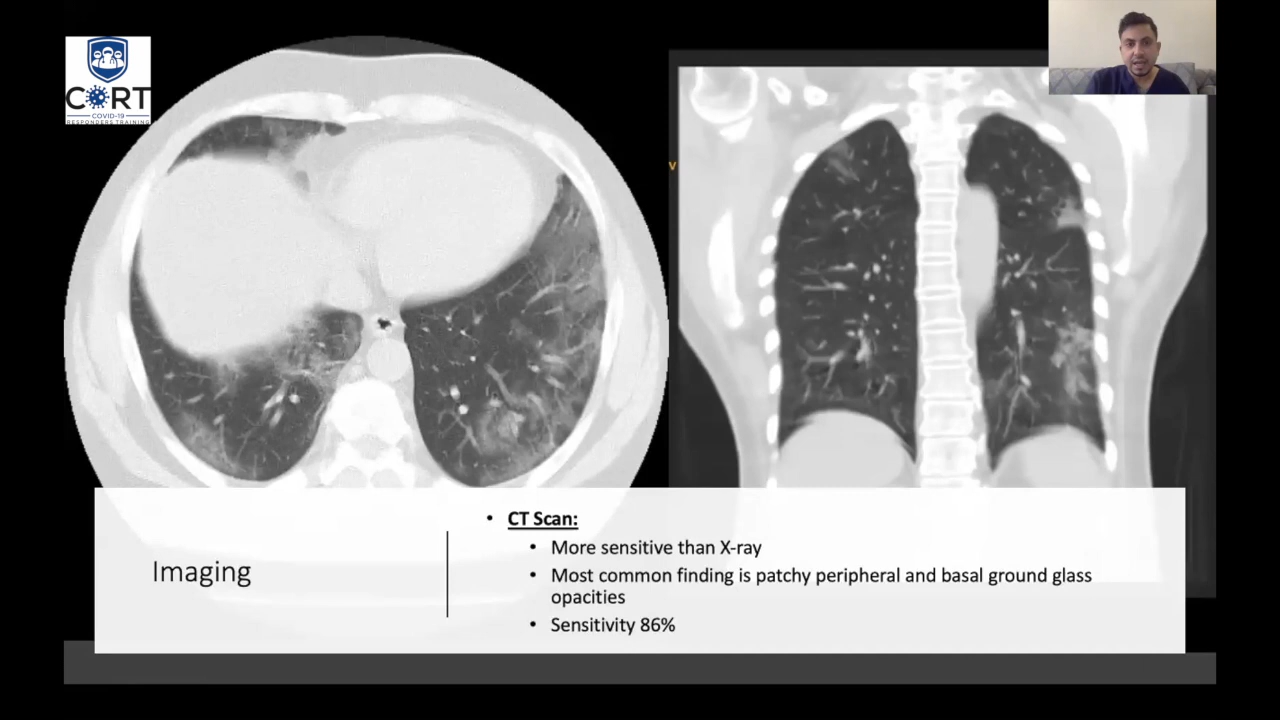 CORT
COVID-19
RESPONDERS TRAINING
V
Imaging
• CT Scan:
• More sensitive than X-ray
• Most common finding is patchy peripheral and basal ground glass
opacities
• Sensitivity 86%